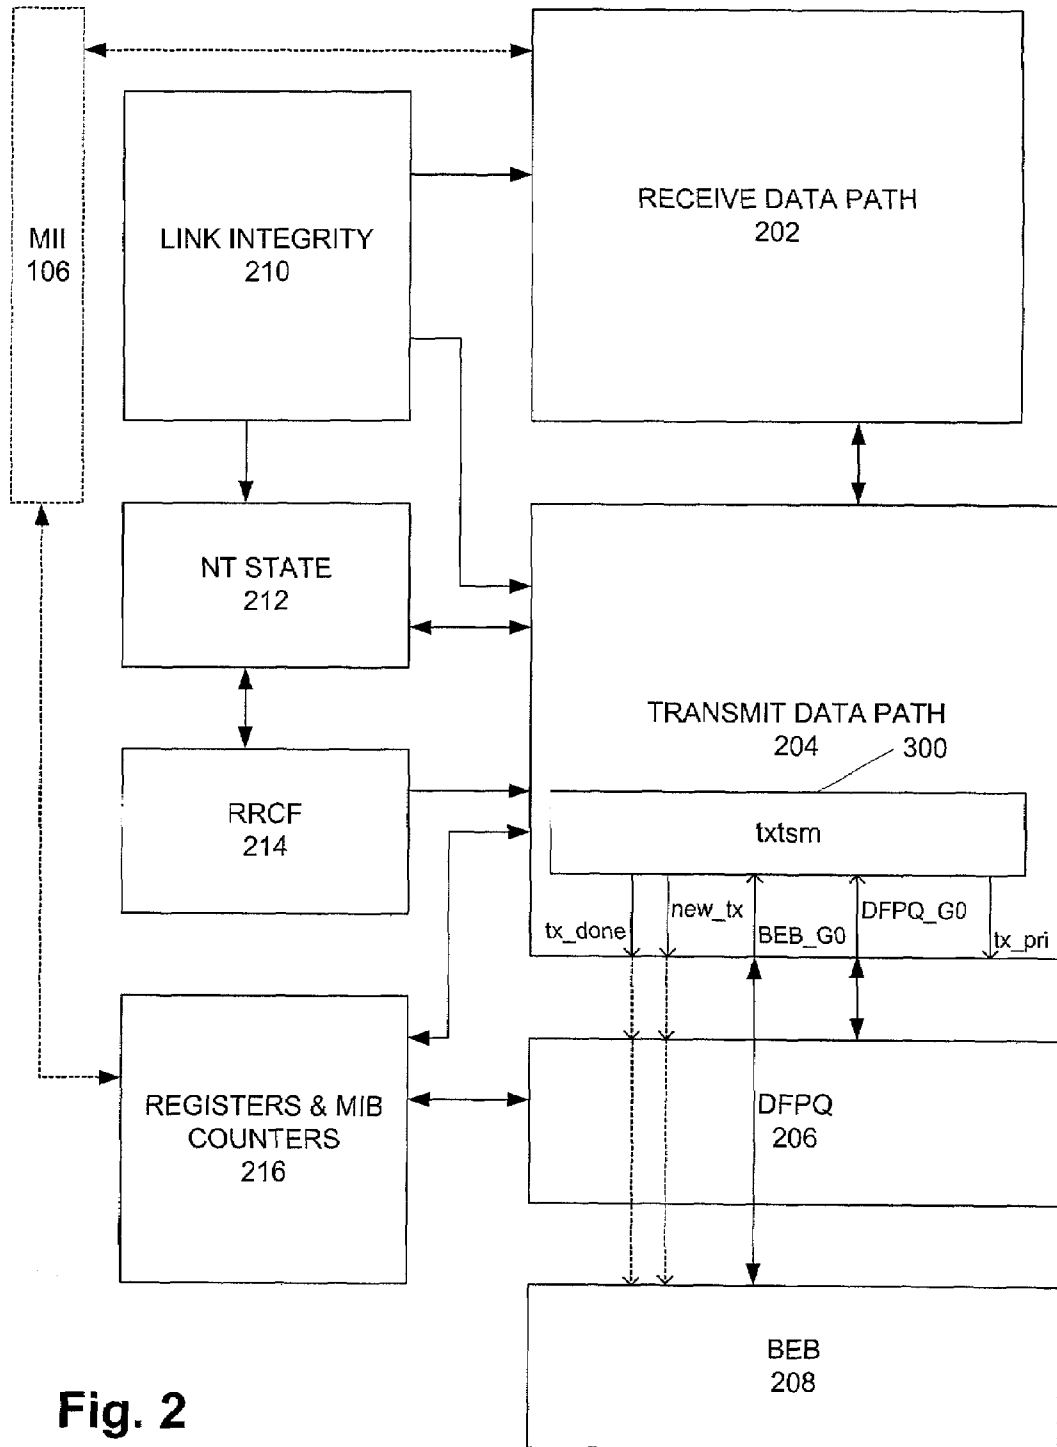 MII
106
LINK INTEGRITY
210
RECEIVE DATA PATH
202
NT STATE
212
TRANSMIT DATA PATH
204
300
RRCF
214
txtsm
tx_done
new_tx
BEB_G0
DFPQ_G0
tx_pri
REGISTERS & MIB
COUNTERS
216
DFPQ
206
BEB
208
Fig. 2